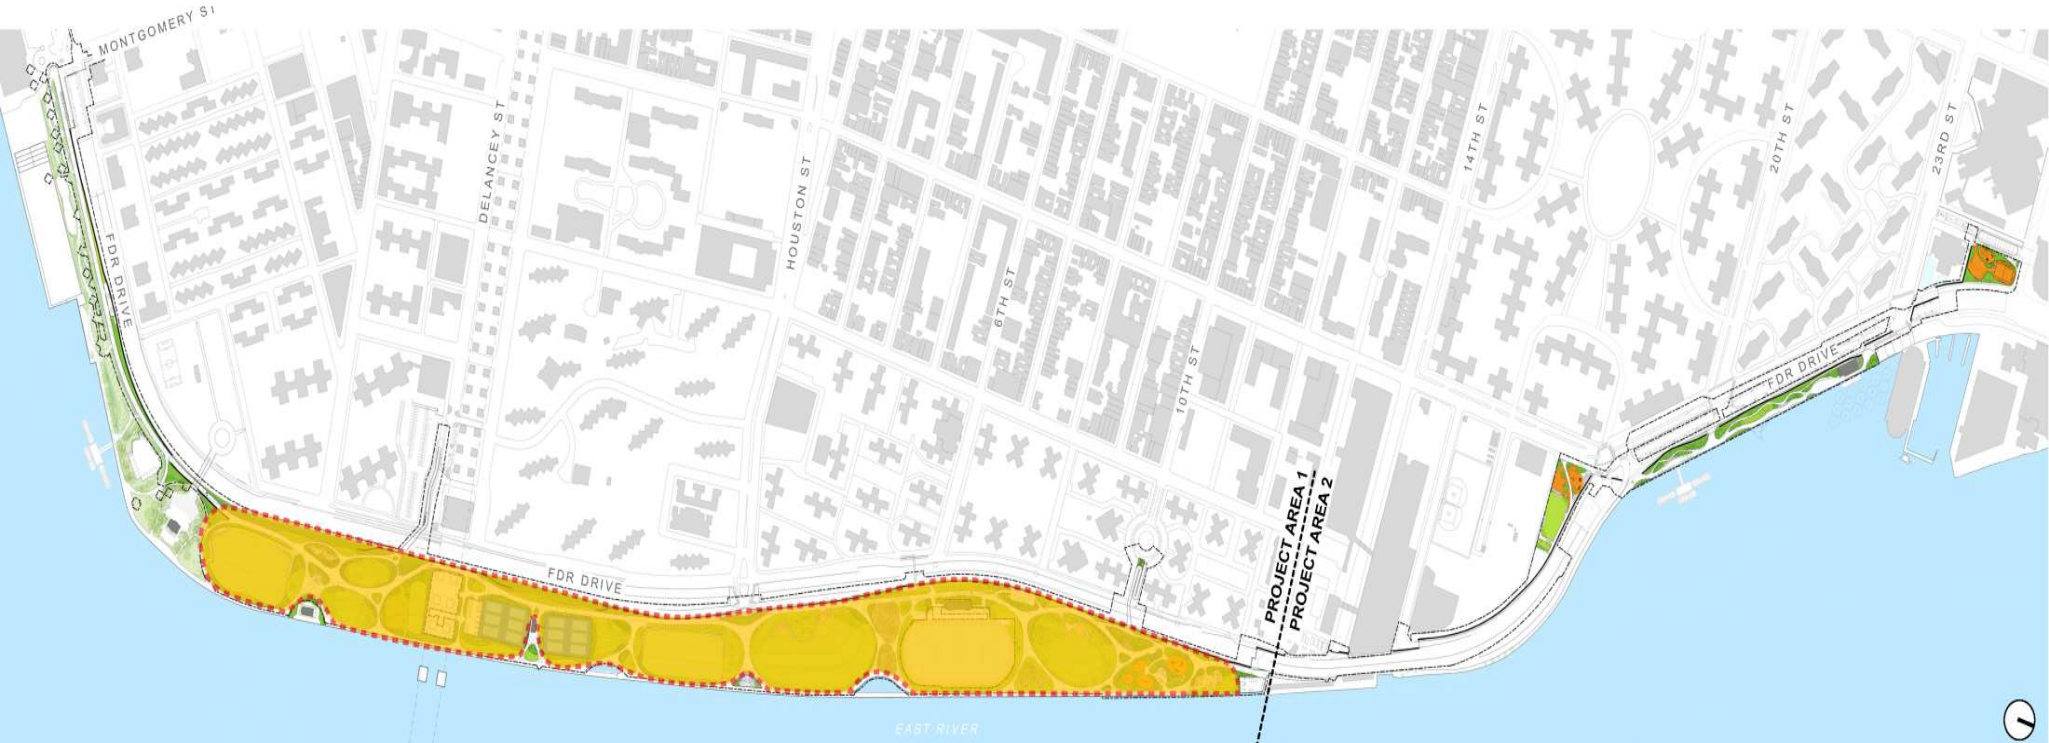 MONTGOMERY ST
DELANCEY ST
HOUSTON ST
6TH ST
10TH ST
14TH ST
20TH ST
23RD ST
FDR DRIVE
FDR DRIVE
FDR DRIVE
PROJECT AREA 1
PROJECT AREA 2
EAST RIVER